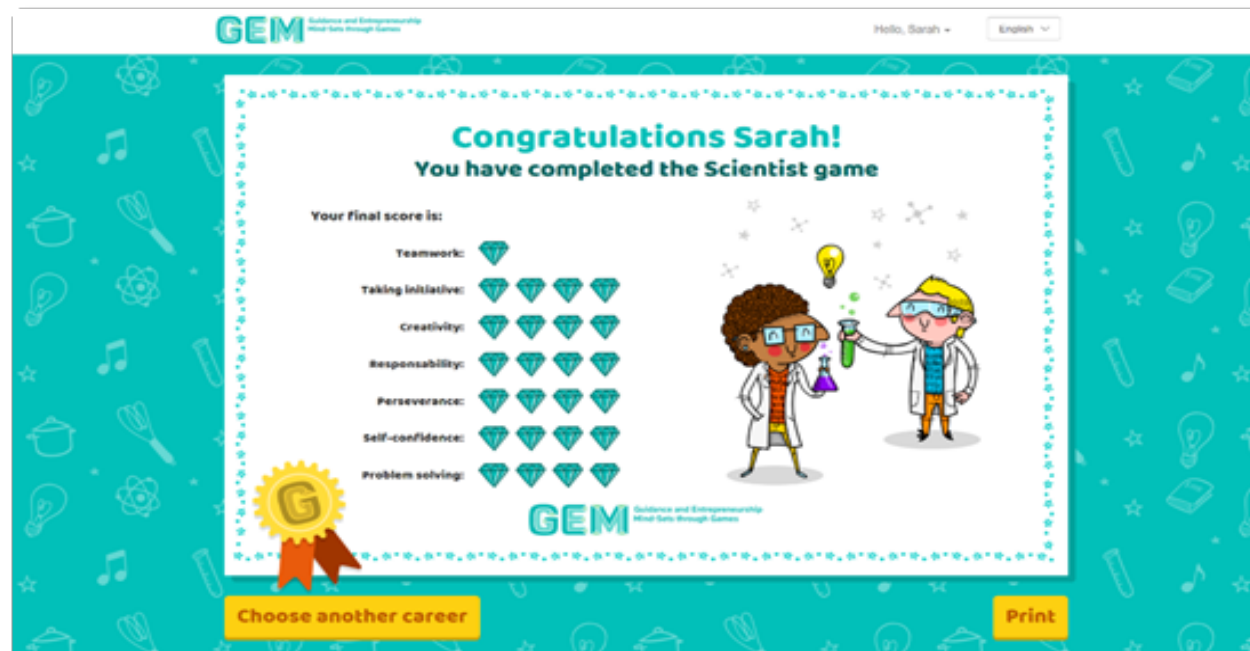 GEM
Guidance and Entrepreneurship
Mind-Sets through Games
Hello, Sarah
English
Congratulations Sarah!
You have completed the Scientist game
Your final score is:
Teamwork:
Taking initiative:
Creativity:
Responsability:
Perseverance:
Self-confidence:
Problem solving:
G
GEM
Guidance and Entrepreneurship
Mind-Sets through Games
Choose another career
Print